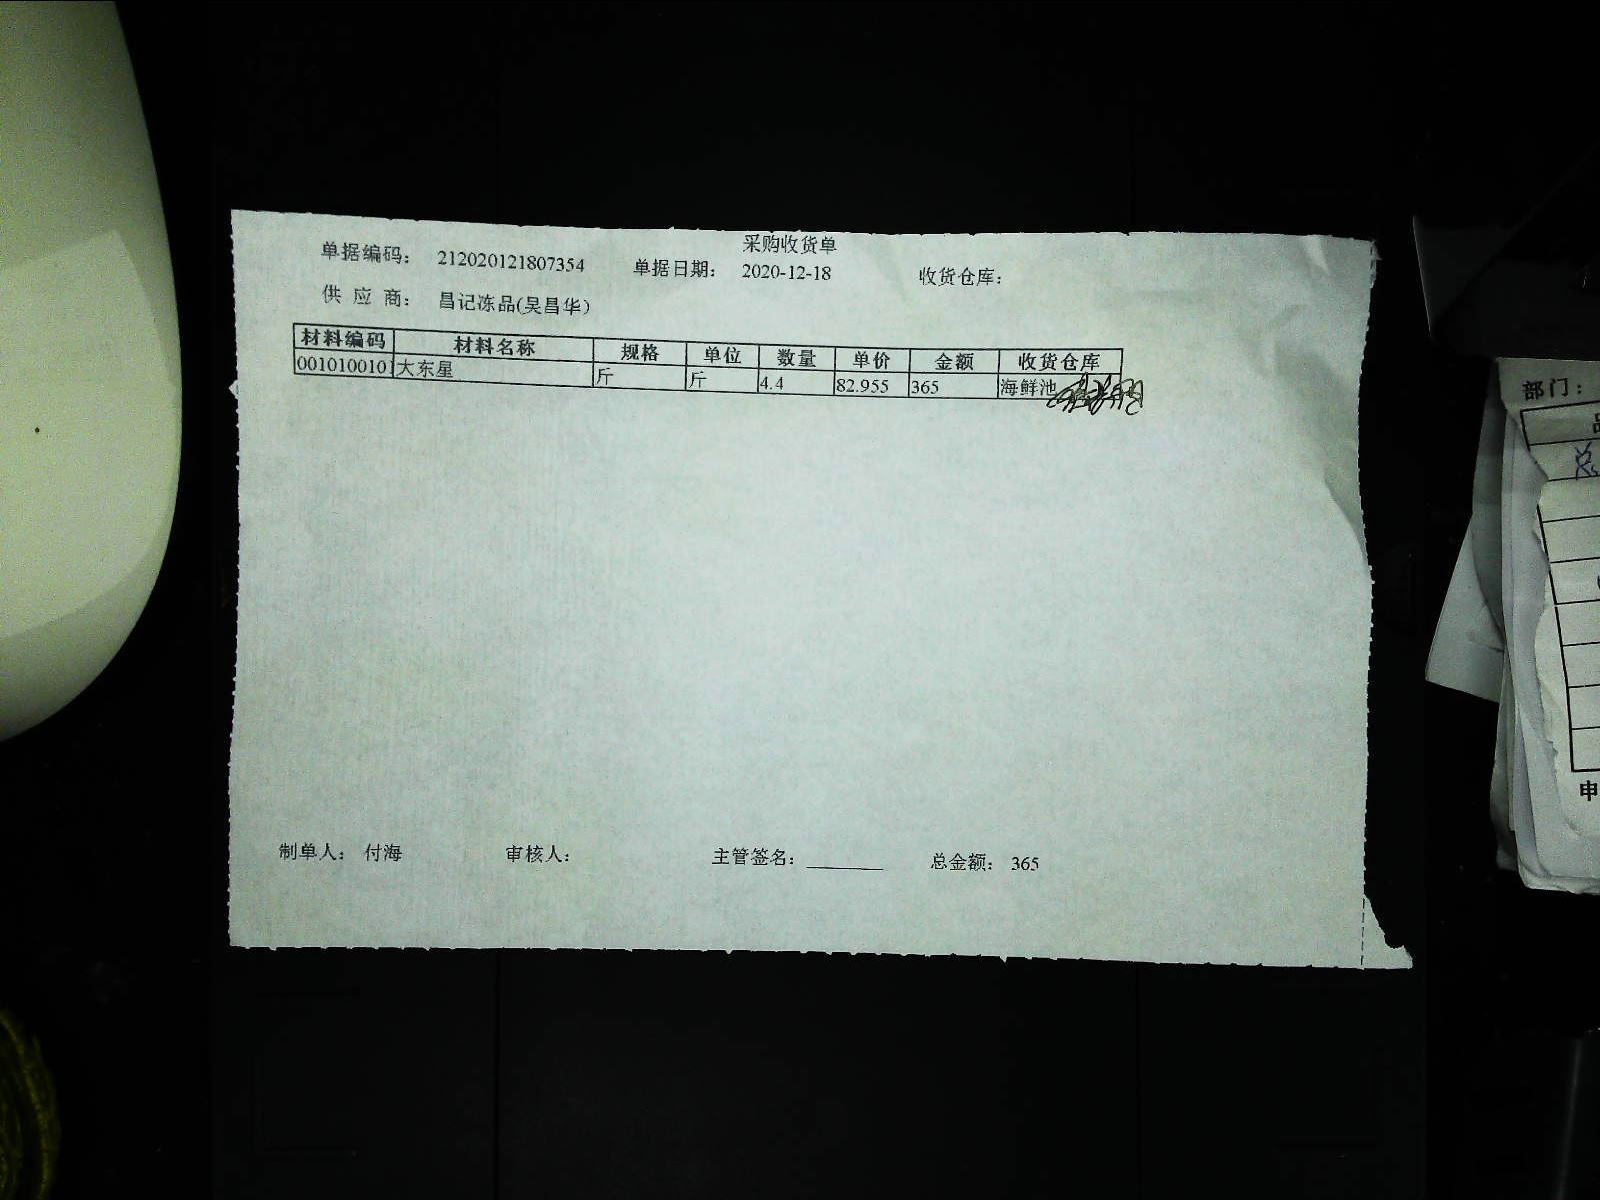 采购收货单
单据编码： 212020121807354 单据日期： 2020-12-18 收货仓库：
供 应 商： 昌记冻品(吴昌华)
材料编码 材料名称 规格 单位 数量 单价 金额 收货仓库
001010010 大东星 斤 斤 4.4 82.955 365 海鲜池
制单人： 付海 审核人： 主管签名： ________ 总金额： 365
部门：
申